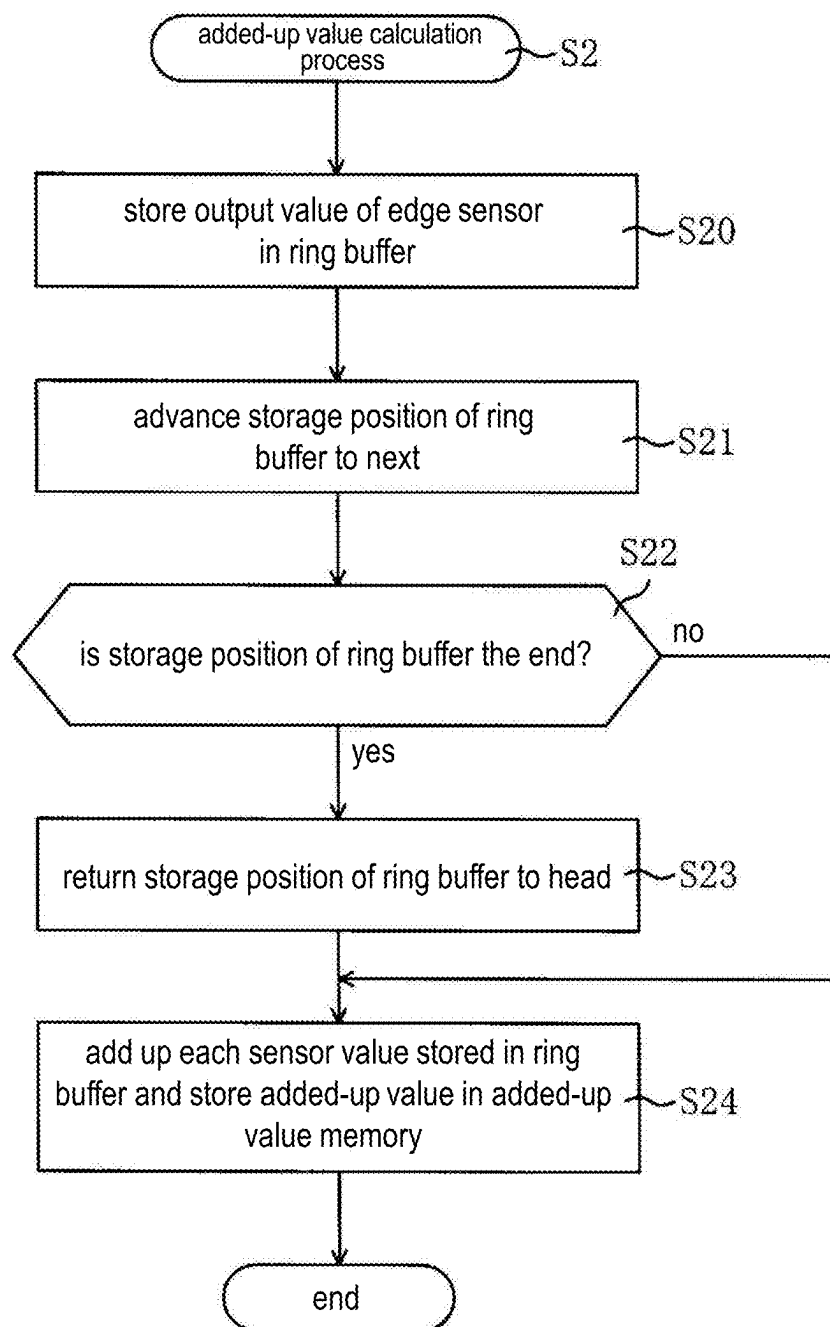 added-up value calculation
process
S2
store output value of edge sensor
in ring buffer
S20
advance storage position of ring
buffer to next
S21
S22
is storage position of ring buffer the end?
no
yes
return storage position of ring buffer to head
S23
add up each sensor value stored in ring
buffer and store added-up value in added-up
value memory
S24
end